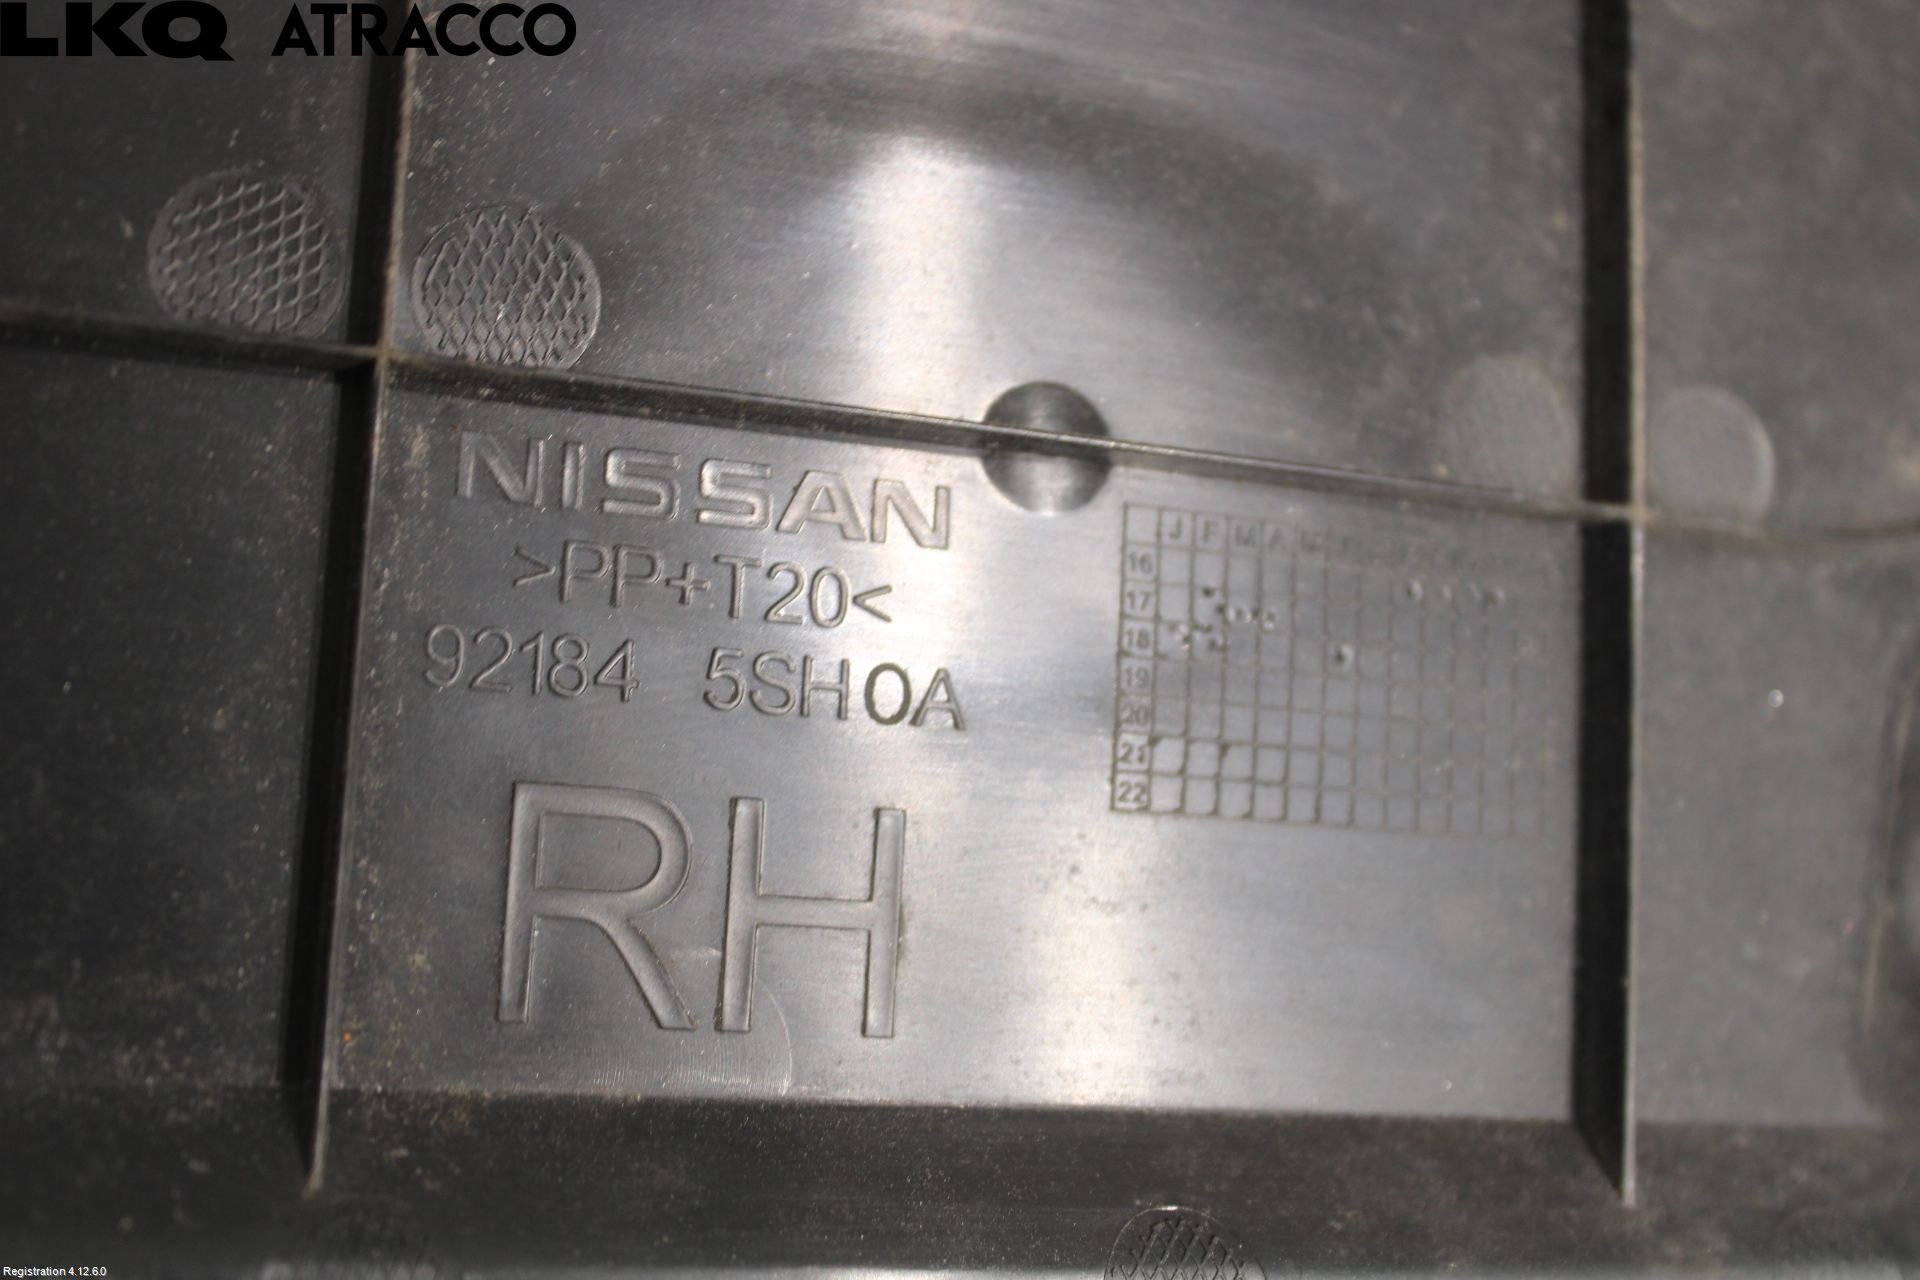 LKQ ATRACCO
NISSAN
>PP+T20<
92184 5SH0A
RH
J F M A
16
17
18
19
20
21
22
Registration 4.12.6.0